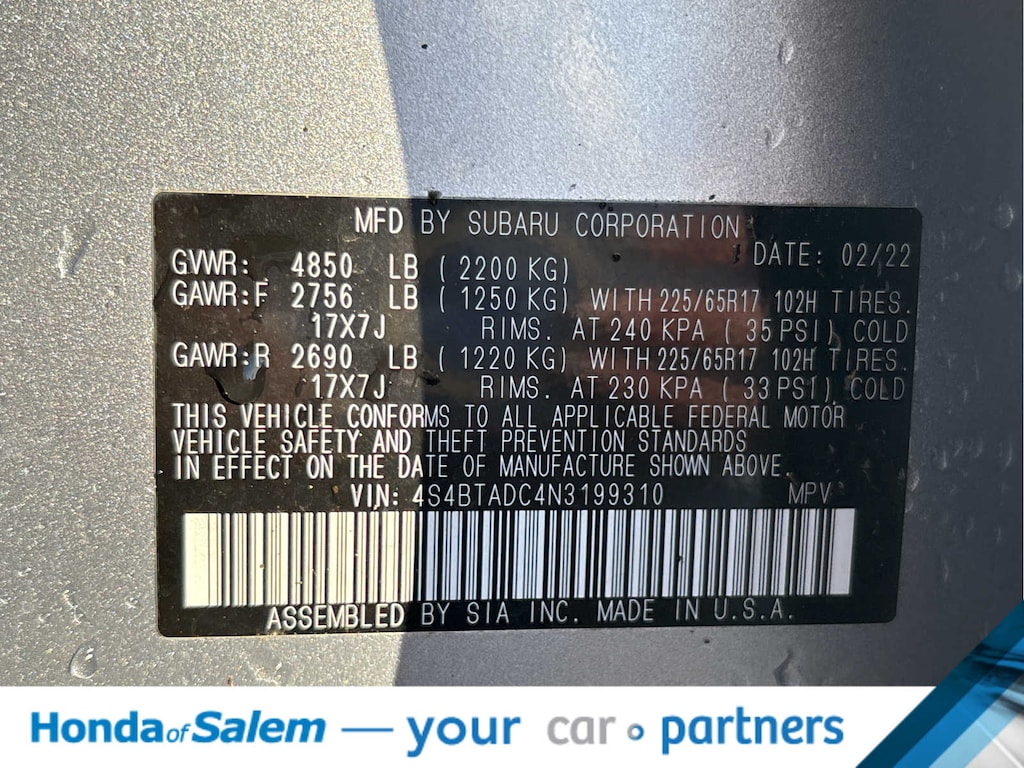 MFD BY SUBARU CORPORATION
DATE: 02/22
GVWR: 4850 LB ( 2200 KG)
GAWR:F 2756 LB ( 1250 KG) WITH 225/65R17 102H TIRES.
17X7J RIMS. AT 240 KPA ( 35 PSI) COLD
GAWR:R 2690 LB ( 1220 KG) WITH 225/65R17 102H TIRES.
17X7J RIMS. AT 230 KPA ( 33 PSI) COLD
THIS VEHICLE CONFORMS TO ALL APPLICABLE FEDERAL MOTOR
VEHICLE SAFETY AND THEFT PREVENTION STANDARDS
IN EFFECT ON THE DATE OF MANUFACTURE SHOWN ABOVE.
VIN: 4S4BTADC4N3199310 MPV
ASSEMBLED BY SIA INC. MADE IN U.S.A.
Honda of Salem — your car partners